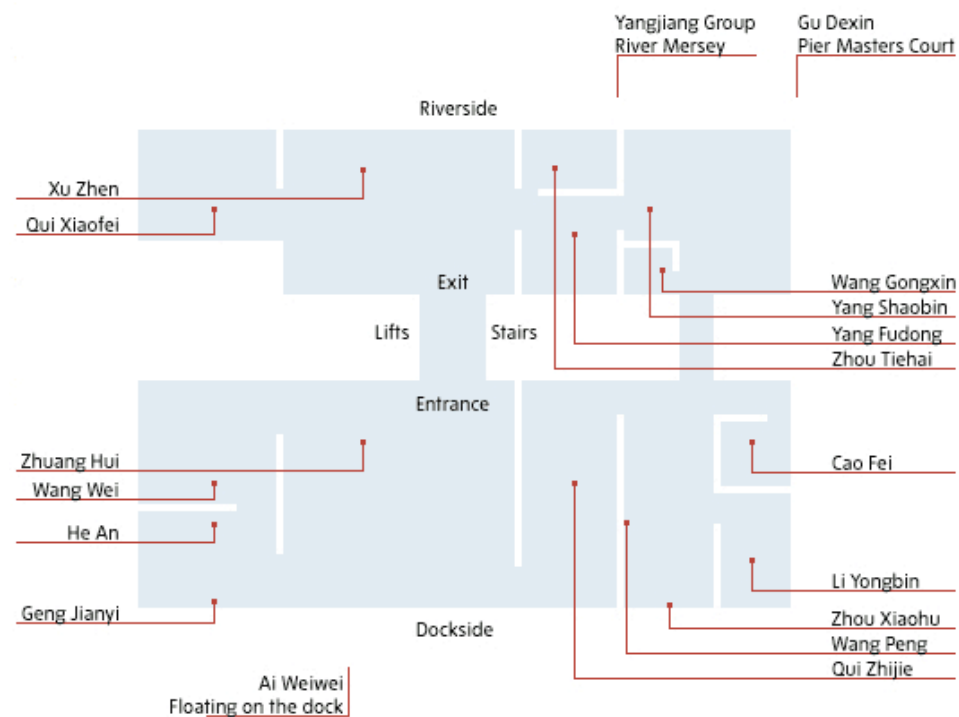 Yangjiang Group
River Mersey
Gu Dexin
Pier Masters Court
Riverside
Xu Zhen
Qui Xiaofei
Exit
Wang Gongxin
Yang Shaobin
Lifts
Stairs
Yang Fudong
Zhou Tiehai
Entrance
Zhuang Hui
Wang Wei
Cao Fei
He An
Li Yongbin
Geng Jianyi
Zhou Xiaohu
Dockside
Wang Peng
Qui Zhijie
Ai Weiwei
Floating on the dock